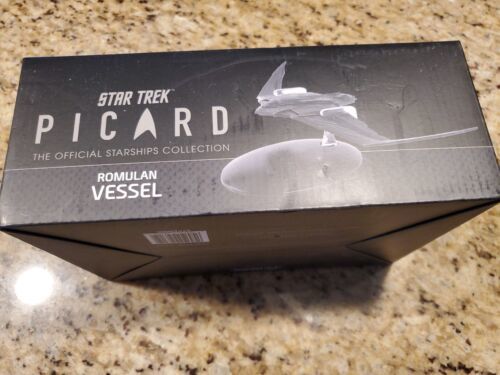 STAR TREK
PICARD
THE OFFICIAL STARSHIPS COLLECTION
ROMULAN
VESSEL